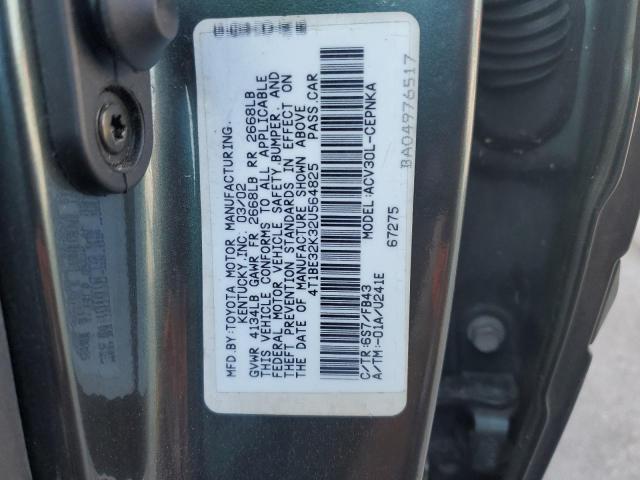 MFD.BY:TOYOTA MOTOR MANUFACTURING,
KENTUCKY,INC. 03/02
GVWR 4134LB GAWR FR 2668LB RR 2668LB
THIS VEHICLE CONFORMS TO ALL APPLICABLE
FEDERAL MOTOR VEHICLE SAFETY,BUMPER, AND
THEFT PREVENTION STANDARDS IN EFFECT ON
THE DATE OF MANUFACTURE SHOWN ABOVE
4T1BE32K32U564825 PASS.CAR
MODEL:ACV30L-CEPNKA
C/TR:6S7/FB43 67275
A/TM:-01A/U241E
BA04976517